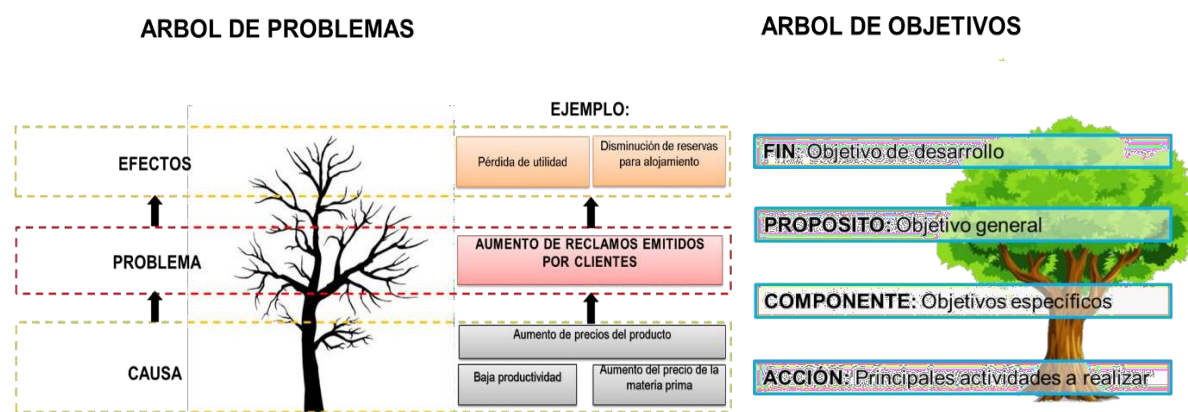 ARBOL DE PROBLEMAS
ARBOL DE OBJETIVOS
EJEMPLO:
EFECTOS
Pérdida de utilidad
Disminución de reservas
para alojamiento
PROBLEMA
AUMENTO DE RECLAMOS EMITIDOS
POR CLIENTES
CAUSA
Aumento de precios del producto
Baja productividad
Aumento del precio de la
materia prima
FIN: Objetivo de desarrollo
PROPOSITO: Objetivo general
COMPONENTE: Objetivos específicos
ACCIÓN: Principales actividades a realizar